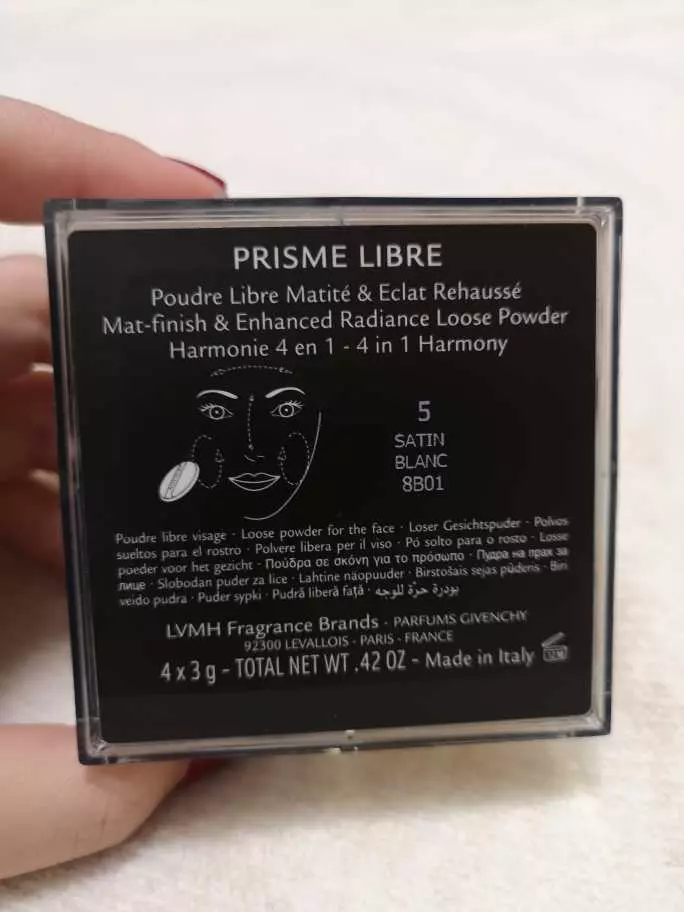 PRISME LIBRE
Poudre Libre Matité & Eclat Rehaussé
Mat-finish & Enhanced Radiance Loose Powder
Harmonie 4 en 1 - 4 in 1 Harmony
5
SATIN
BLANC
8B01
Poudre libre visage · Loose powder for the face · Loser Gesichtspuder · Polvos
sueltos para el rostro · Polvere libera per il viso · Pó solto para o rosto · Losse
poeder voor het gezicht · Πούδρα σε σκόνη για το πρόσωπο · Пудра на прах за
лице · Slobodan puder za lice · Lahtine näopuuder · Birstošais sejas pūderis · Biri
veido pudra · Puder sypki · Pudră liberă față · بودرة حرّة للوجه
LVMH Fragrance Brands · PARFUMS GIVENCHY
92300 LEVALLOIS · PARIS · FRANCE
4 x 3 g - TOTAL NET WT .42 OZ - Made in Italy 12M